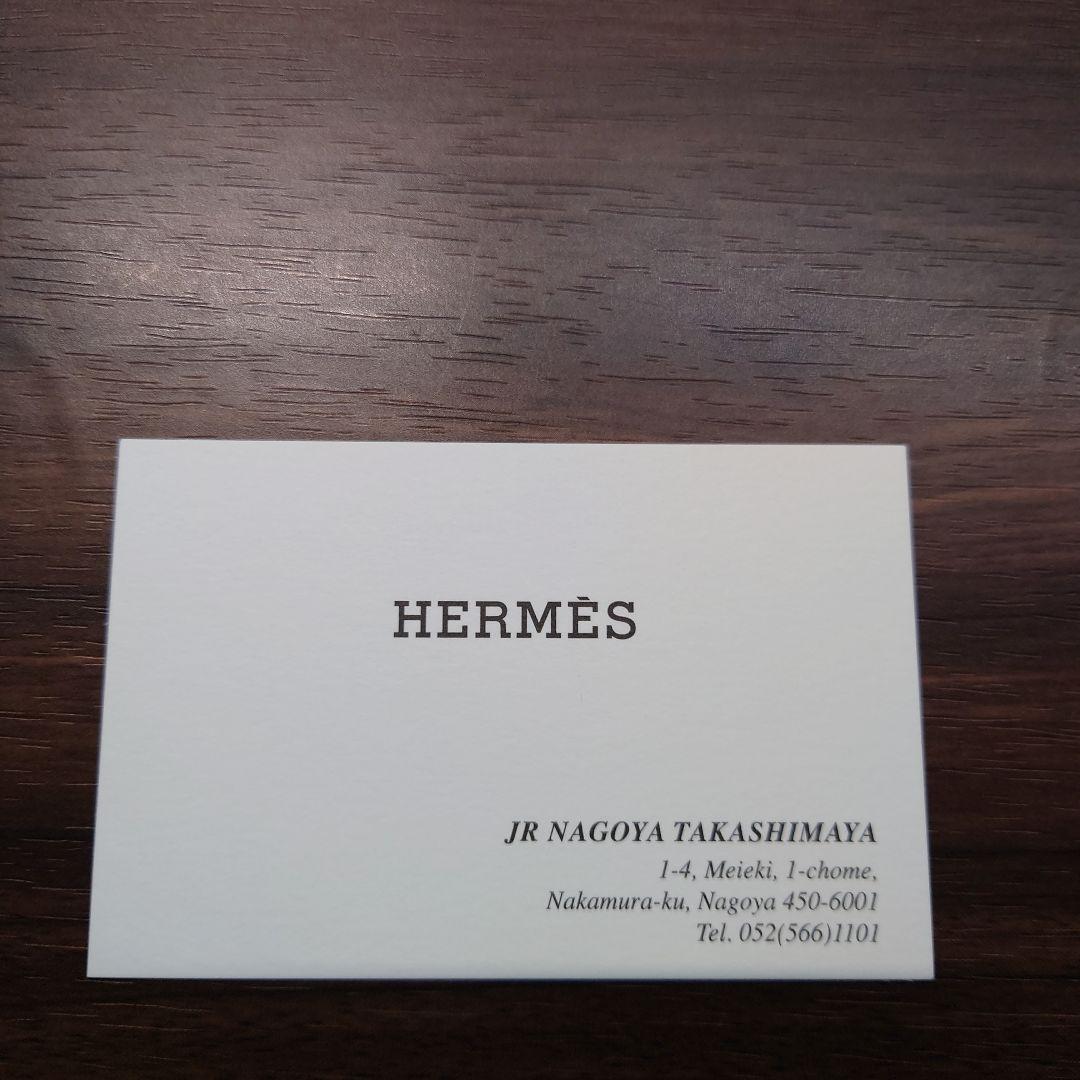 HERMÈS
JR NAGOYA TAKASHIMAYA
1-4, Meieki, 1-chome,
Nakamura-ku, Nagoya 450-6001
Tel. 052(566)1101